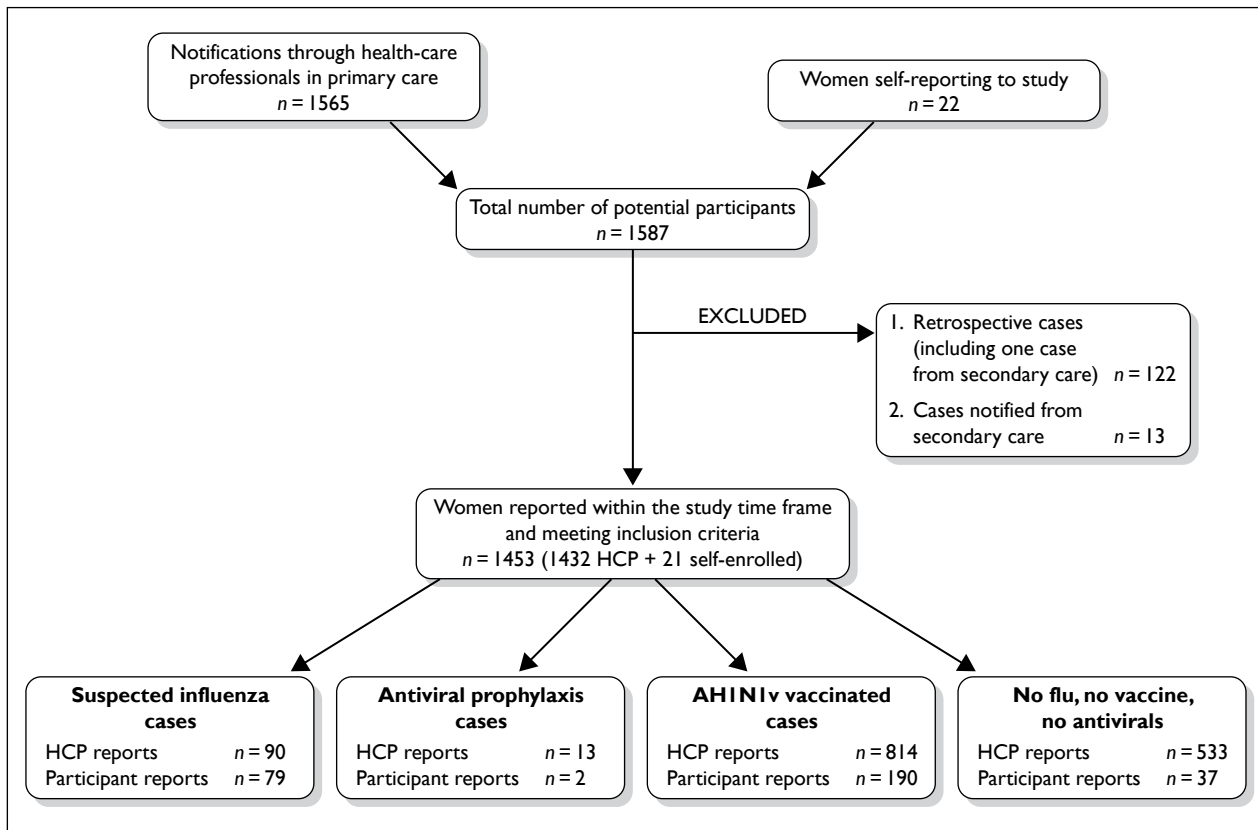 Notifications through health-care
professionals in primary care
n = 1565
Women self-reporting to study
n = 22
Total number of potential participants
n = 1587
EXCLUDED
1. Retrospective cases
(including one case
from secondary care) n = 122
2. Cases notified from
secondary care n = 13
Women reported within the study time frame
and meeting inclusion criteria
n = 1453 (1432 HCP + 21 self-enrolled)
Suspected influenza
cases
HCP reports n = 90
Participant reports n = 79
Antiviral prophylaxis
cases
HCP reports n = 13
Participant reports n = 2
AH1N1v vaccinated
cases
HCP reports n = 814
Participant reports n = 190
No flu, no vaccine,
no antivirals
HCP reports n = 533
Participant reports n = 37